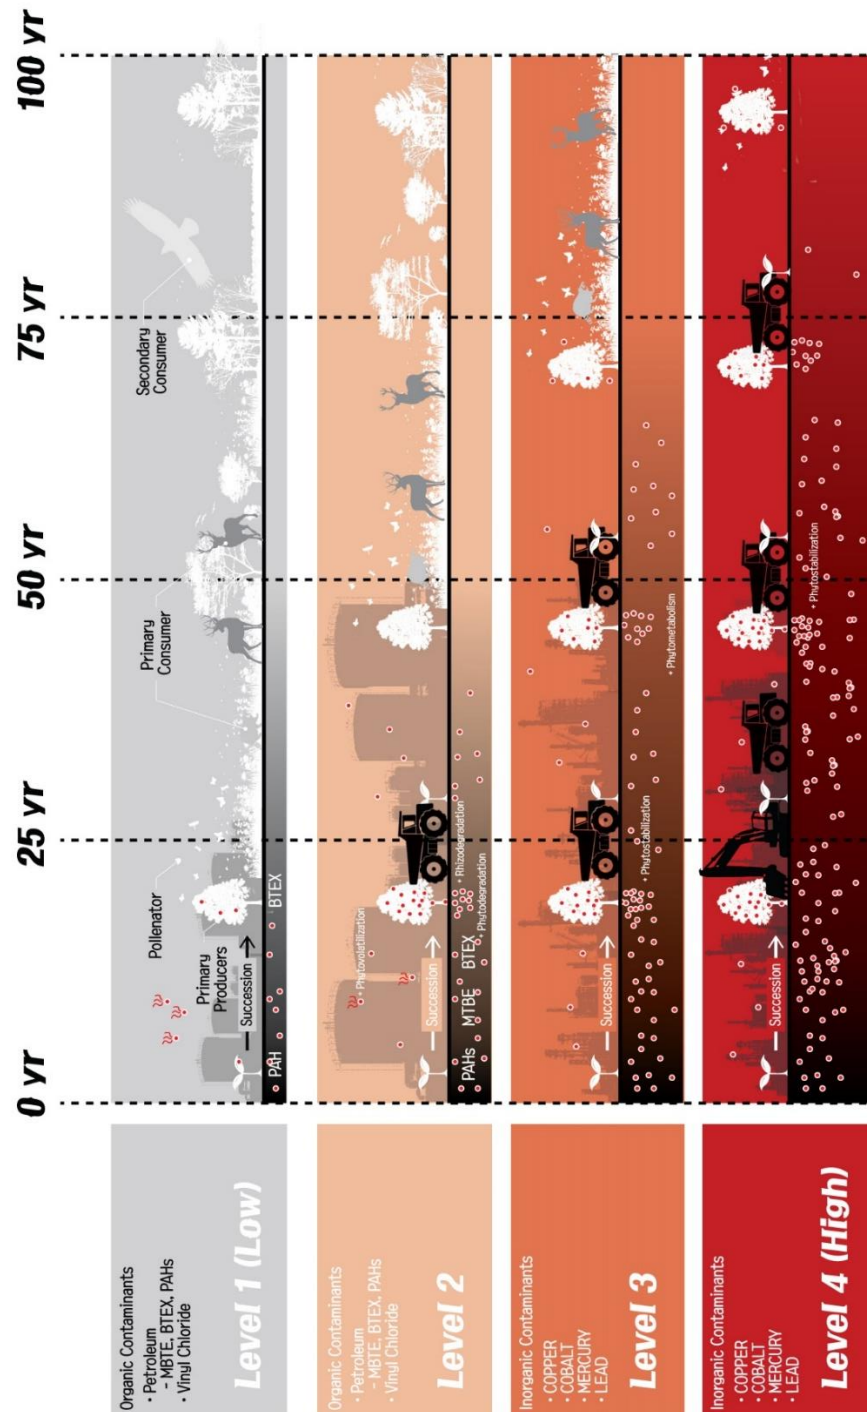 0 yr
25 yr
50 yr
75 yr
100 yr
Organic Contaminants
• Petroleum
– MBTE, BTEX, PAHs
• Vinyl Chloride
Level 1 (Low)
Pollenator
Primary
Producers
Primary
Consumer
Secondary
Consumer
Succession
PAH
BTEX
Organic Contaminants
• Petroleum
– MBTE, BTEX, PAHs
• Vinyl Chloride
Level 2
• Phytovolatilization
Succession
• Rhizodegradation
• Phytodegradation
PAHs
MTBE
BTEX
Inorganic Contaminants
• COPPER
• COBALT
• MERCURY
• LEAD
Level 3
Succession
• Phytostabilization
• Phytometabolism
Inorganic Contaminants
• COPPER
• COBALT
• MERCURY
• LEAD
Level 4 (High)
Succession
• Phytostabilization